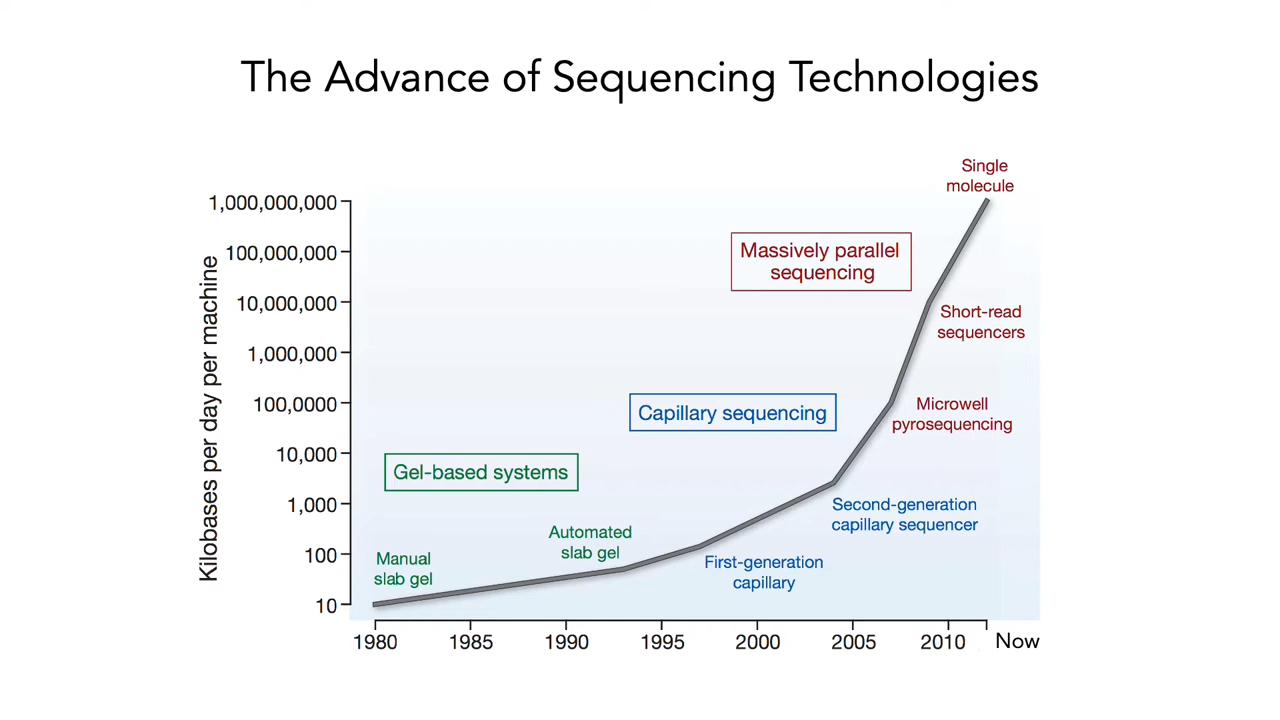 The Advance of Sequencing Technologies
Kilobases per day per machine
1,000,000,000
100,000,000
10,000,000
1,000,000
100,0000
10,000
1,000
100
10
Single
molecule
Massively parallel
sequencing
Short-read
sequencers
Capillary sequencing
Microwell
pyrosequencing
Gel-based systems
Second-generation
capillary sequencer
Automated
slab gel
Manual
slab gel
First-generation
capillary
1980
1985
1990
1995
2000
2005
2010
Now